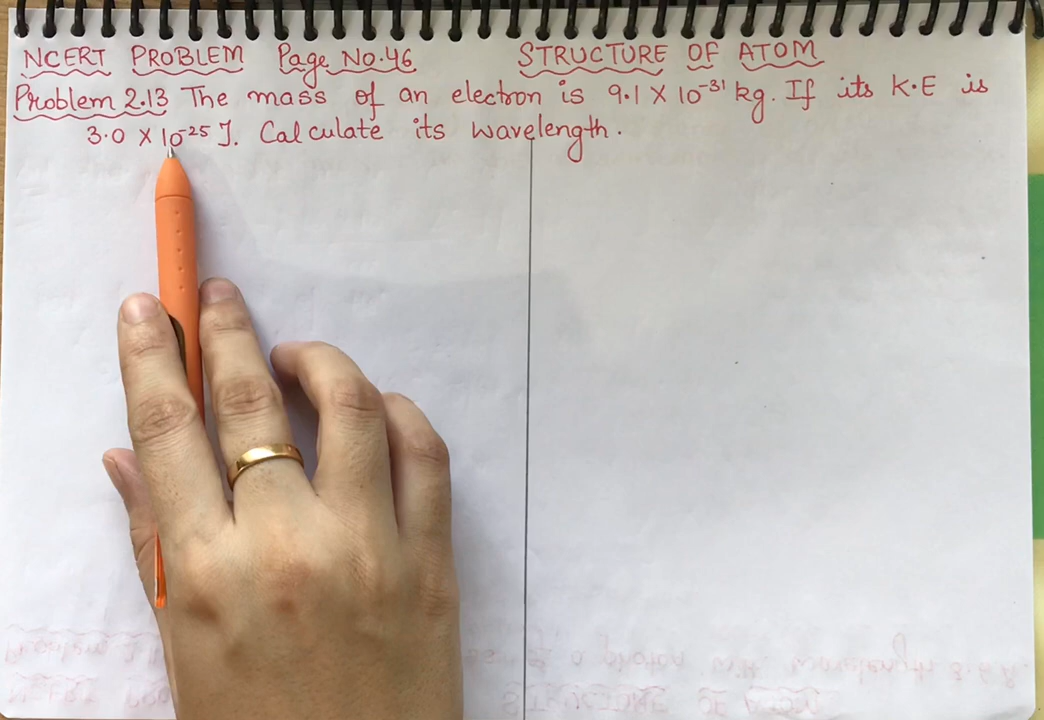 NCERT PROBLEM Page No.46 STRUCTURE OF ATOM
Problem 2.13 The mass of an electron is 9.1 X 10⁻³¹ kg. If its K.E is
3.0 X 10⁻²⁵ J. Calculate its wavelength.